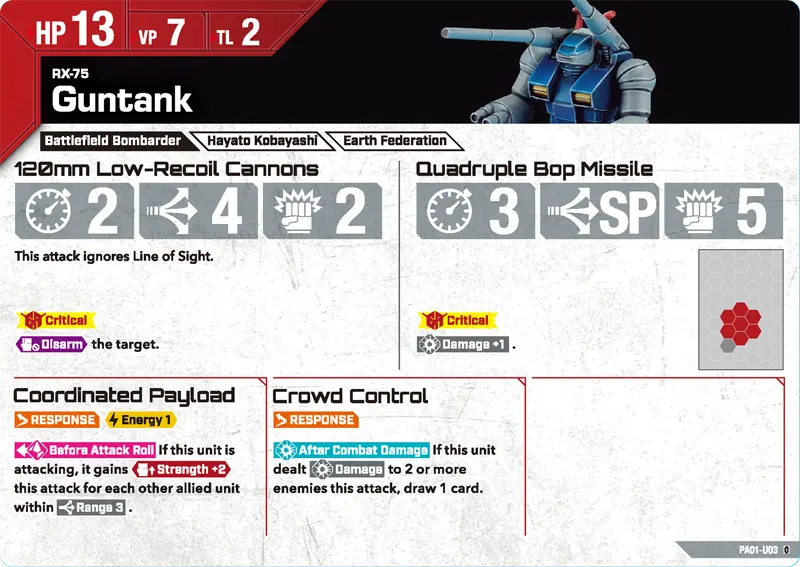 HP 13 VP 7 TL 2
RX-75
Guntank
Battlefield Bombarder Hayato Kobayashi Earth Federation
120mm Low-Recoil Cannons
2 4 2
This attack ignores Line of Sight.
Critical
Disarm the target.
Quadruple Bop Missile
3 SP 5
Critical
Damage +1 .
Coordinated Payload
RESPONSE Energy 1
Before Attack Roll If this unit is
attacking, it gains Strength +2
this attack for each other allied unit
within Range 3 .
Crowd Control
RESPONSE
After Combat Damage If this unit
dealt Damage to 2 or more
enemies this attack, draw 1 card.
PA01-U03 0